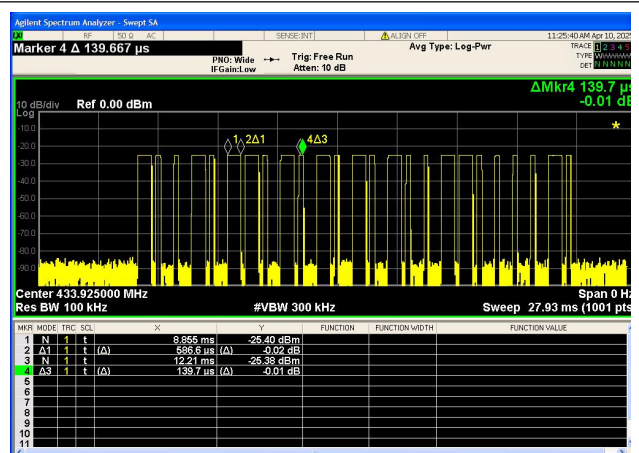 Agilent Spectrum Analyzer - Swept SA
RF 50 Ω AC SENSE:INT ALIGN OFF 11:25:40 AM Apr 10, 202
Marker 4 Δ 139.667 µs Avg Type: Log-Pwr TRACE 1 2 3 4 5
PNO: Wide Trig: Free Run TYPE
IFGain:Low Atten: 10 dB DET N N N N N
ΔMkr4 139.7 µs
10 dB/div Ref 0.00 dBm -0.01 dB
Log
-10.0
1 2Δ1 4Δ3
-20.0
-30.0
-40.0
-50.0
-60.0
-70.0
-80.0
-90.0
Center 433.925000 MHz Span 0 Hz
Res BW 100 kHz #VBW 300 kHz Sweep 27.93 ms (1001 pts
MKR MODE TRC SCL X Y FUNCTION FUNCTION WIDTH FUNCTION VALUE
1 N 1 t 8.855 ms -25.40 dBm
2 Δ1 1 t (Δ) 586.6 µs (Δ) -0.02 dB
3 N 1 t 12.21 ms -25.38 dBm
4 Δ3 1 t (Δ) 139.7 µs (Δ) -0.01 dB
5
6
7
8
9
10
11